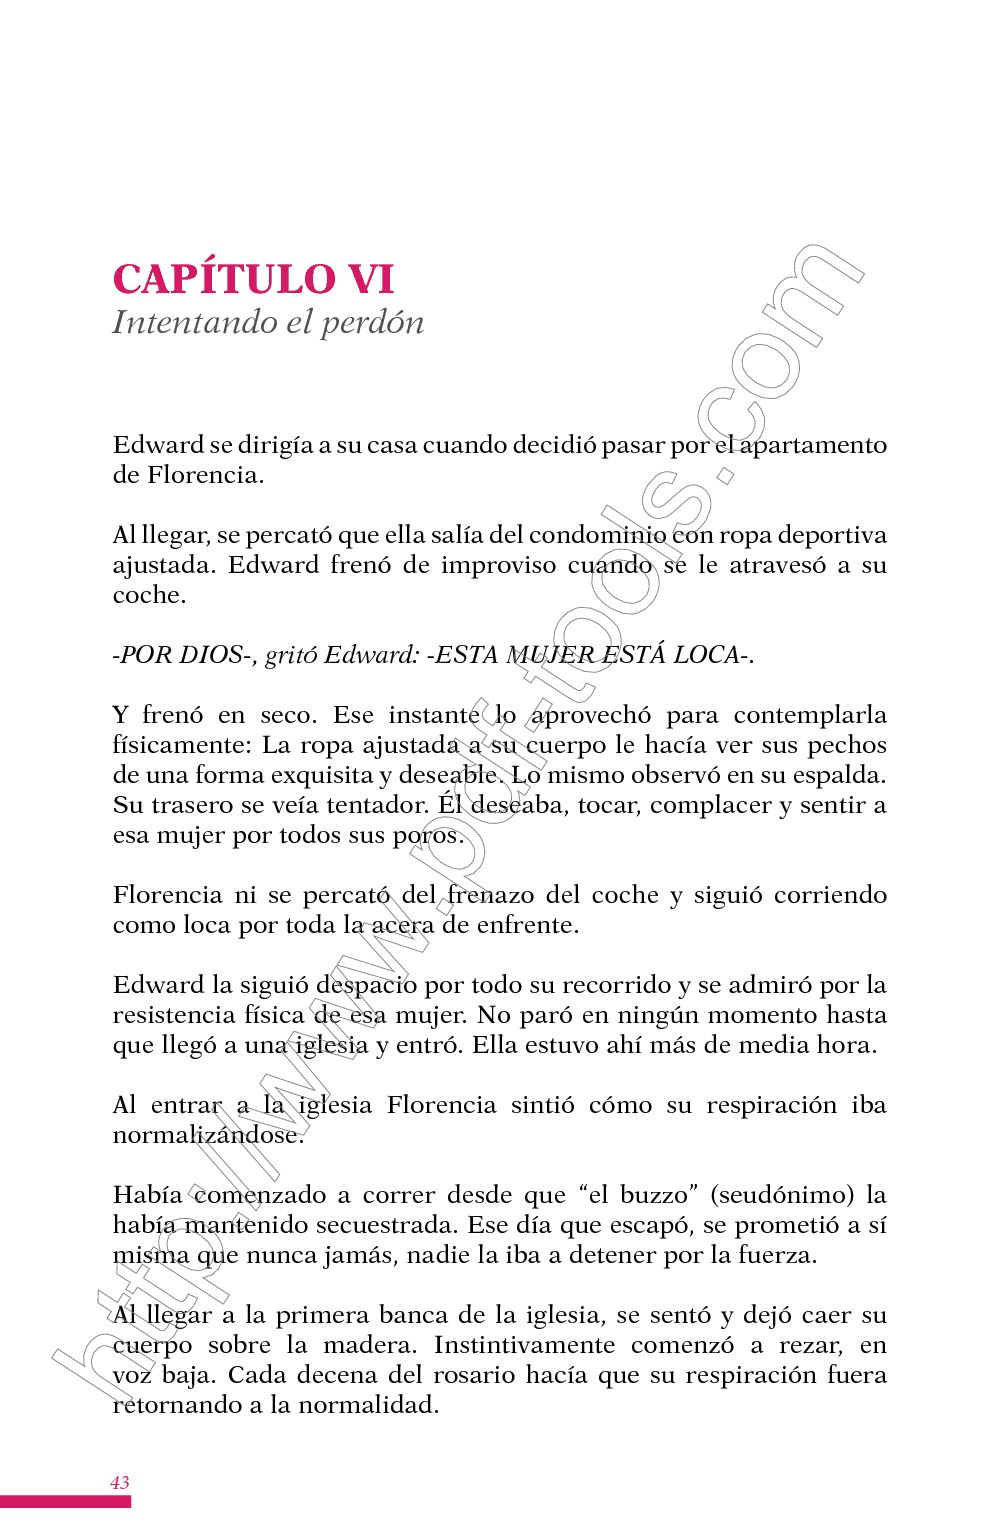 CAPÍTULO VI
Intentando el perdón
Edward se dirigía a su casa cuando decidió pasar por el apartamento
de Florencia.
Al llegar, se percató que ella salía del condominio con ropa deportiva
ajustada. Edward frenó de improviso cuando se le atravesó a su
coche.
-POR DIOS-, gritó Edward: -ESTA MUJER ESTÁ LOCA-.
Y frenó en seco. Ese instante lo aprovechó para contemplarla
físicamente: La ropa ajustada a su cuerpo le hacía ver sus pechos
de una forma exquisita y deseable. Lo mismo observó en su espalda.
Su trasero se veía tentador. Él deseaba, tocar, complacer y sentir a
esa mujer por todos sus poros.
Florencia ni se percató del frenazo del coche y siguió corriendo
como loca por toda la acera de enfrente.
Edward la siguió despacio por todo su recorrido y se admiró por la
resistencia física de esa mujer. No paró en ningún momento hasta
que llegó a una iglesia y entró. Ella estuvo ahí más de media hora.
Al entrar a la iglesia Florencia sintió cómo su respiración iba
normalizándose.
Había comenzado a correr desde que “el buzzo” (seudónimo) la
había mantenido secuestrada. Ese día que escapó, se prometió a sí
misma que nunca jamás, nadie la iba a detener por la fuerza.
Al llegar a la primera banca de la iglesia, se sentó y dejó caer su
cuerpo sobre la madera. Instintivamente comenzó a rezar, en
voz baja. Cada decena del rosario hacía que su respiración fuera
retornando a la normalidad.
43
http://www.pdf-tools.com